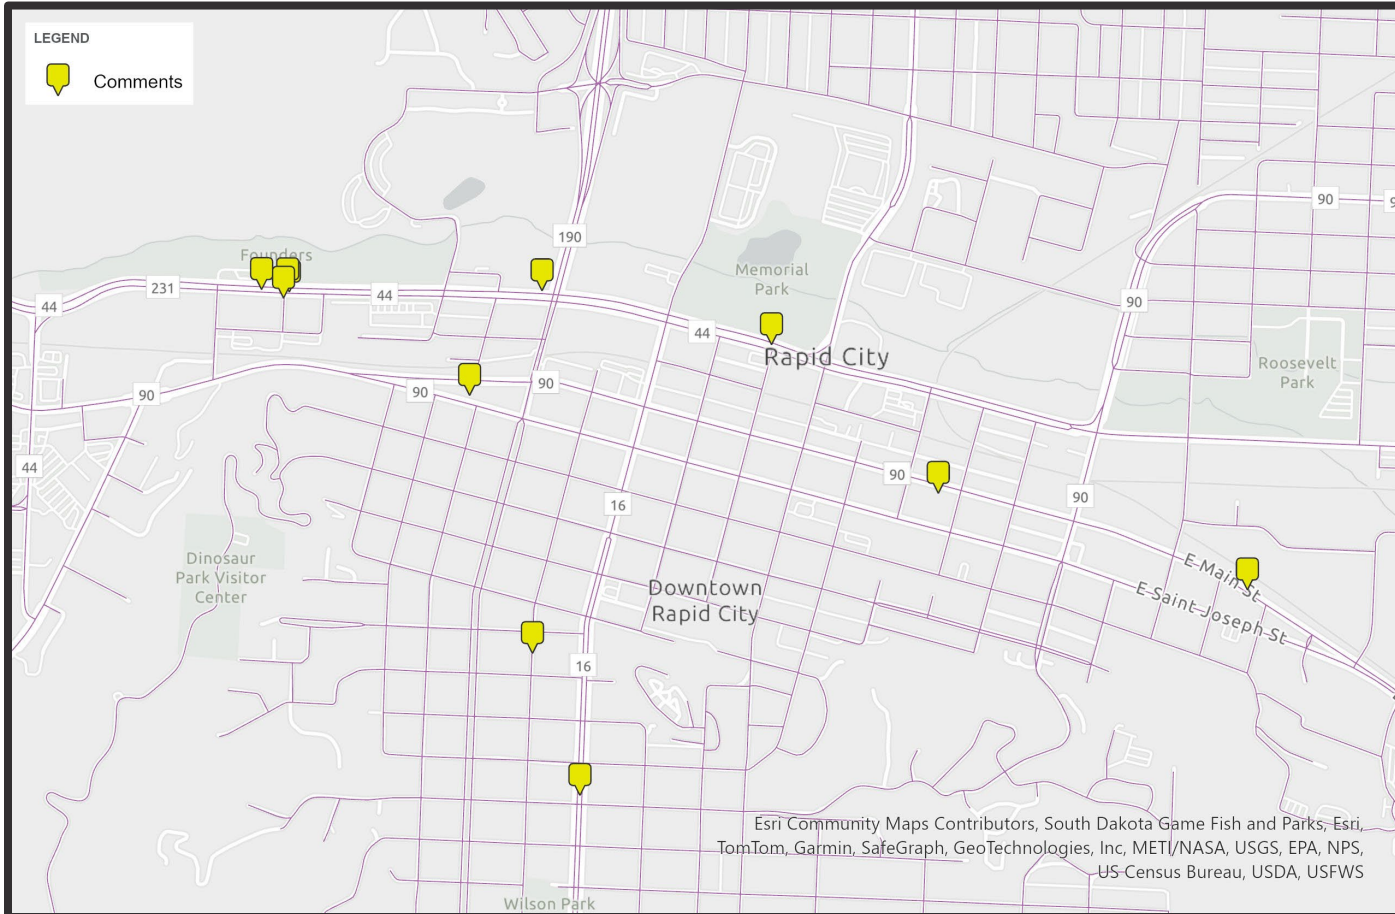 LEGEND
Comments
90
90
190
Founders
Memorial
Park
90
231
44
44
44
Rapid City
Roosevelt
Park
90
90
90
44
90
90
16
Dinosaur
Park Visitor
Center
E Main St
Downtown
Rapid City
E Saint Joseph St
16
Esri Community Maps Contributors, South Dakota Game Fish and Parks, Esri,
TomTom, Garmin, SafeGraph, GeoTechnologies, Inc, METI/NASA, USGS, EPA, NPS,
US Census Bureau, USDA, USFWS
Wilson Park